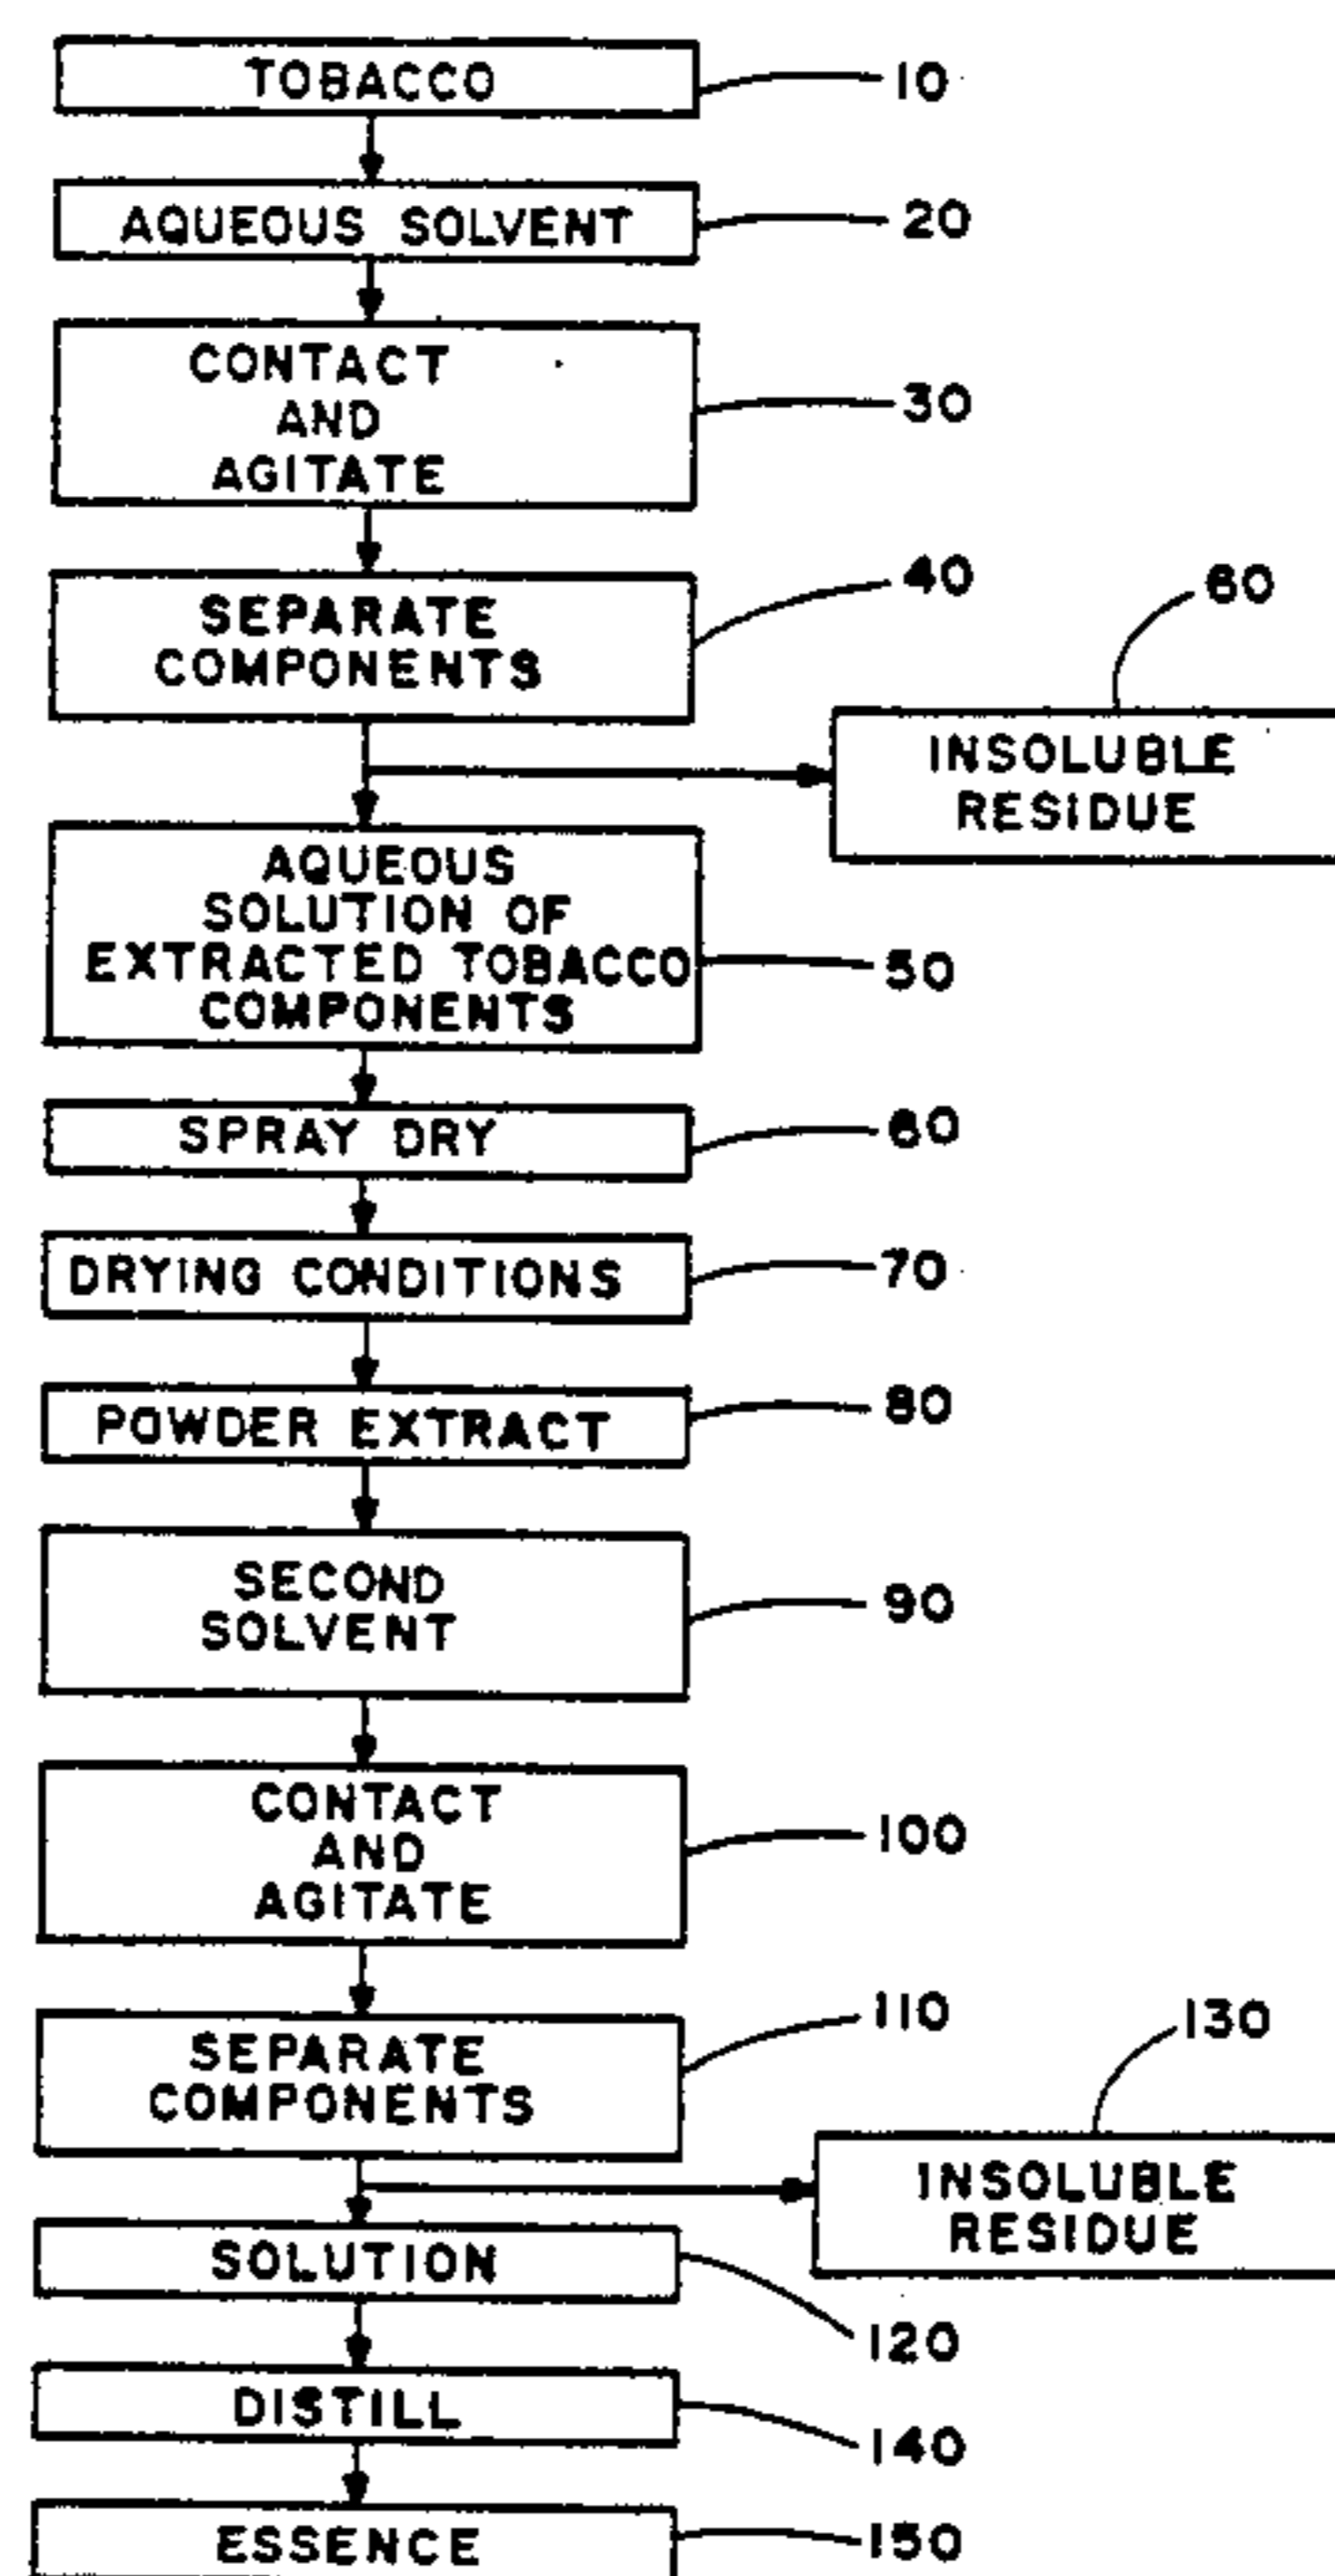 TOBACCO
10
AQUEOUS SOLVENT
20
CONTACT
AND
AGITATE
30
SEPARATE
COMPONENTS
40
60
INSOLUBLE
RESIDUE
AQUEOUS
SOLUTION OF
EXTRACTED TOBACCO
COMPONENTS
50
SPRAY DRY
60
DRYING CONDITIONS
70
POWDER EXTRACT
80
SECOND
SOLVENT
90
CONTACT
AND
AGITATE
100
SEPARATE
COMPONENTS
110
130
INSOLUBLE
RESIDUE
SOLUTION
120
DISTILL
140
ESSENCE
150